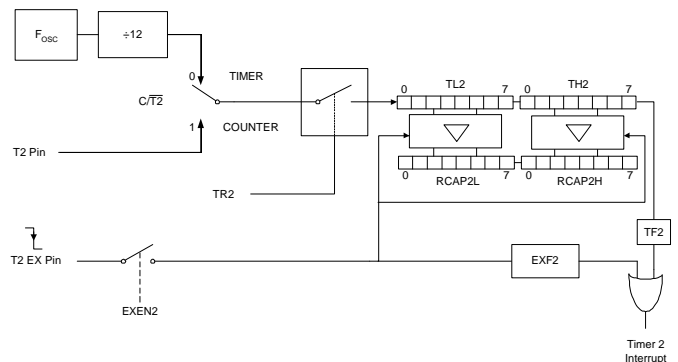 FOSC
÷12
0
TIMER
C/T2
1
COUNTER
T2 Pin
TR2
0
TL2
7
0
TH2
7
0
RCAP2L
7
0
RCAP2H
7
TF2
T2 EX Pin
EXF2
EXEN2
Timer 2
Interrupt